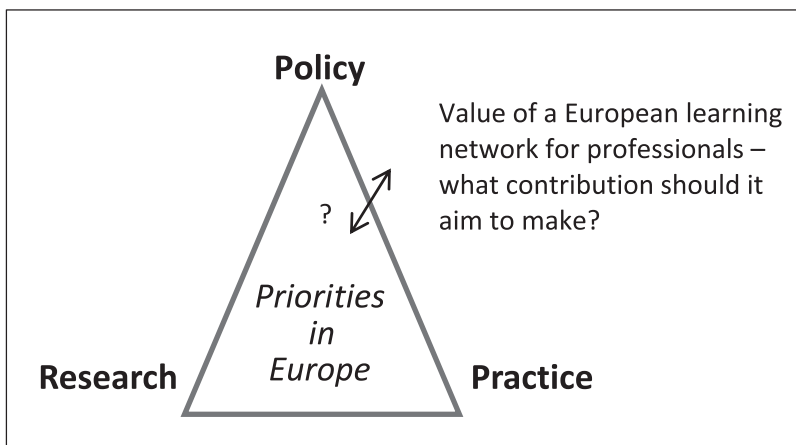 Policy
Value of a European learning
network for professionals –
what contribution should it
aim to make?
?
Priorities
in
Europe
Research
Practice